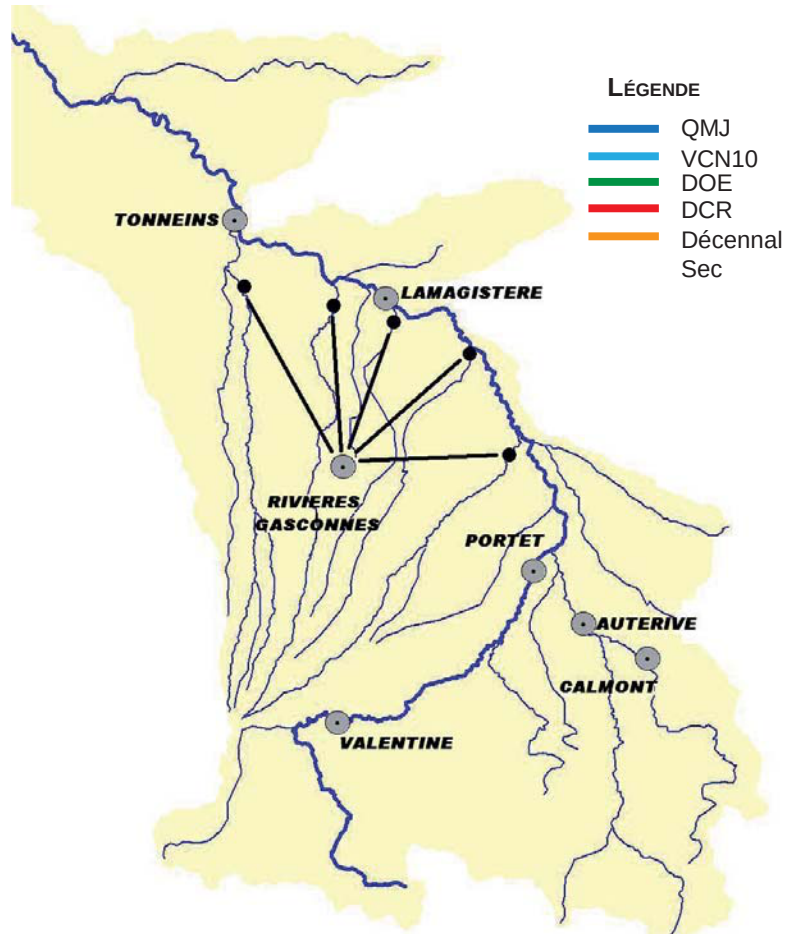 LÉGENDE
QMJ
VCN10
DOE
DCR
Décennal
Sec
TONNEINS
LAMAGISTERE
RIVIERES
GASCONNES
PORTET
AUTERIVE
CALMONT
VALENTINE